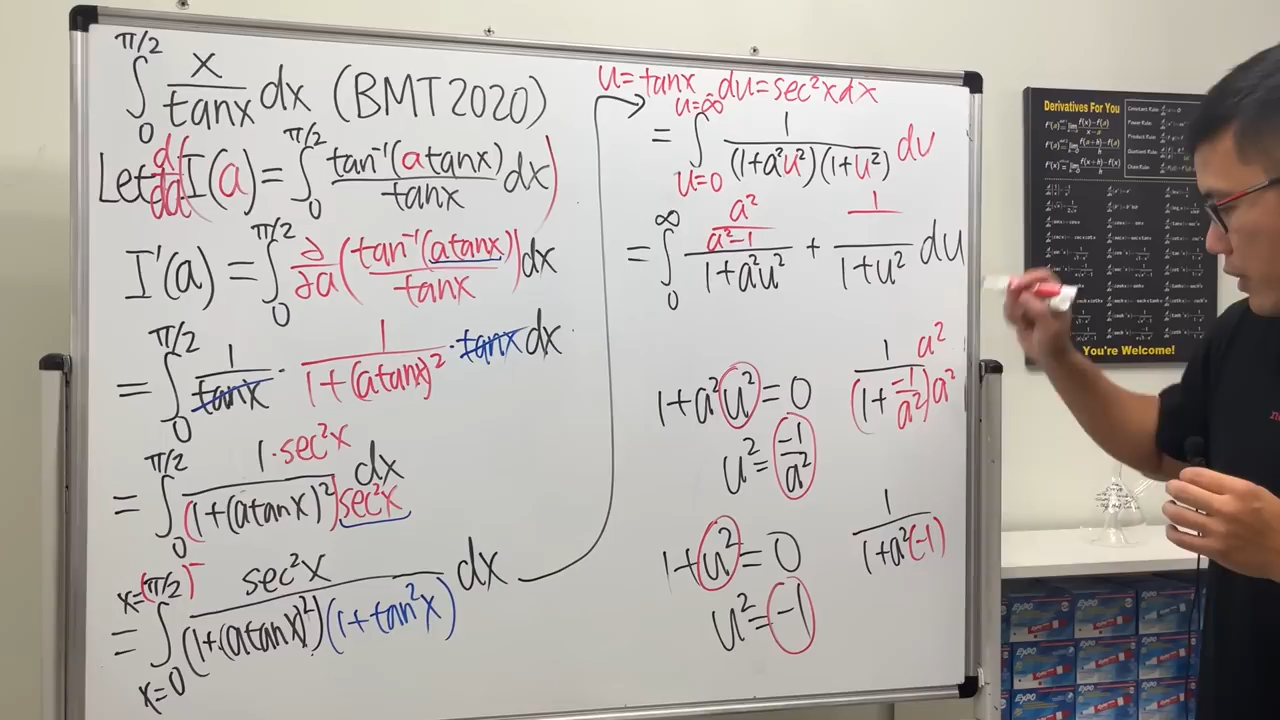 ∫₀^(π/2) x/tanx dx (BMT 2020)
Let d/da( I(a) = ∫₀^(π/2) tan⁻¹(atanx)/tanx dx )
I'(a) = ∫₀^(π/2) ∂/∂a ( tan⁻¹(atanx)/tanx ) dx
= ∫₀^(π/2) 1/tanx · 1/(1+(atanx)²) · tanx dx
= ∫₀^(π/2) 1·sec²x/((1+(atanx)²)sec²x) dx
= ∫_(x=0)^(x=(π/2)⁻) sec²x/((1+(atanx)²)(1+tan²x)) dx
u=tanx du=sec²xdx
= ∫_(u=0)^(u=∞) 1/((1+a²u²)(1+u²)) du
= ∫₀^∞ (a²/(a²-1))/(1+a²u²) + (1/ )/(1+u²) du
1+a²u²=0
u²=-1/a²
1 a²/((1+ -1/a²)a²)
1+u²=0
u²=-1
1/(1+a²(-1))
Derivatives For You
You're Welcome!
EXPO